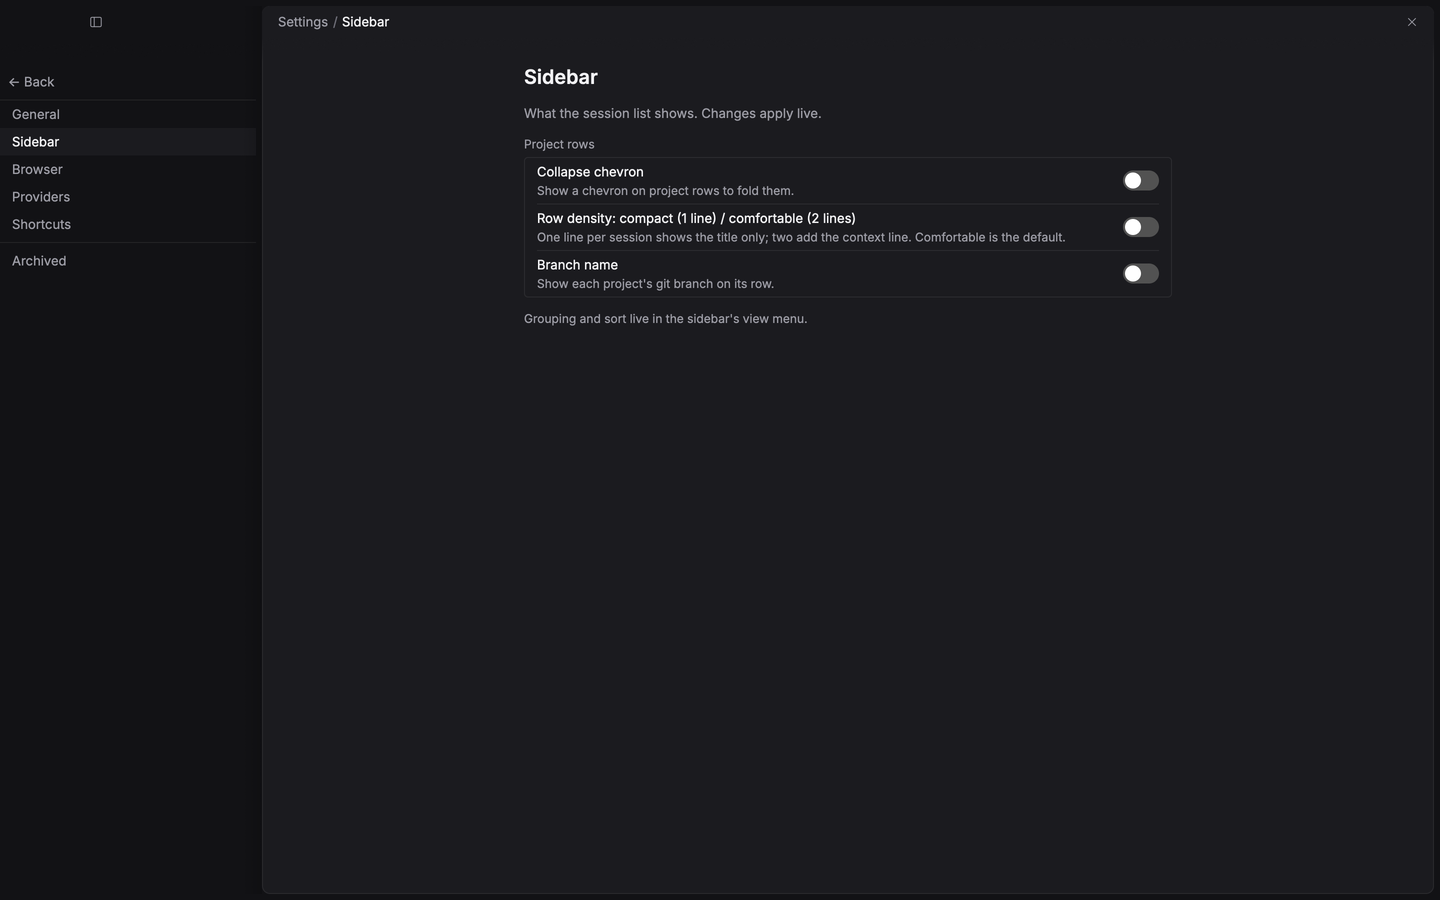 Settings / Sidebar
← Back
General
Sidebar
Browser
Providers
Shortcuts
Archived
Sidebar
What the session list shows. Changes apply live.
Project rows
Collapse chevron
Show a chevron on project rows to fold them.
Row density: compact (1 line) / comfortable (2 lines)
One line per session shows the title only; two add the context line. Comfortable is the default.
Branch name
Show each project's git branch on its row.
Grouping and sort live in the sidebar's view menu.